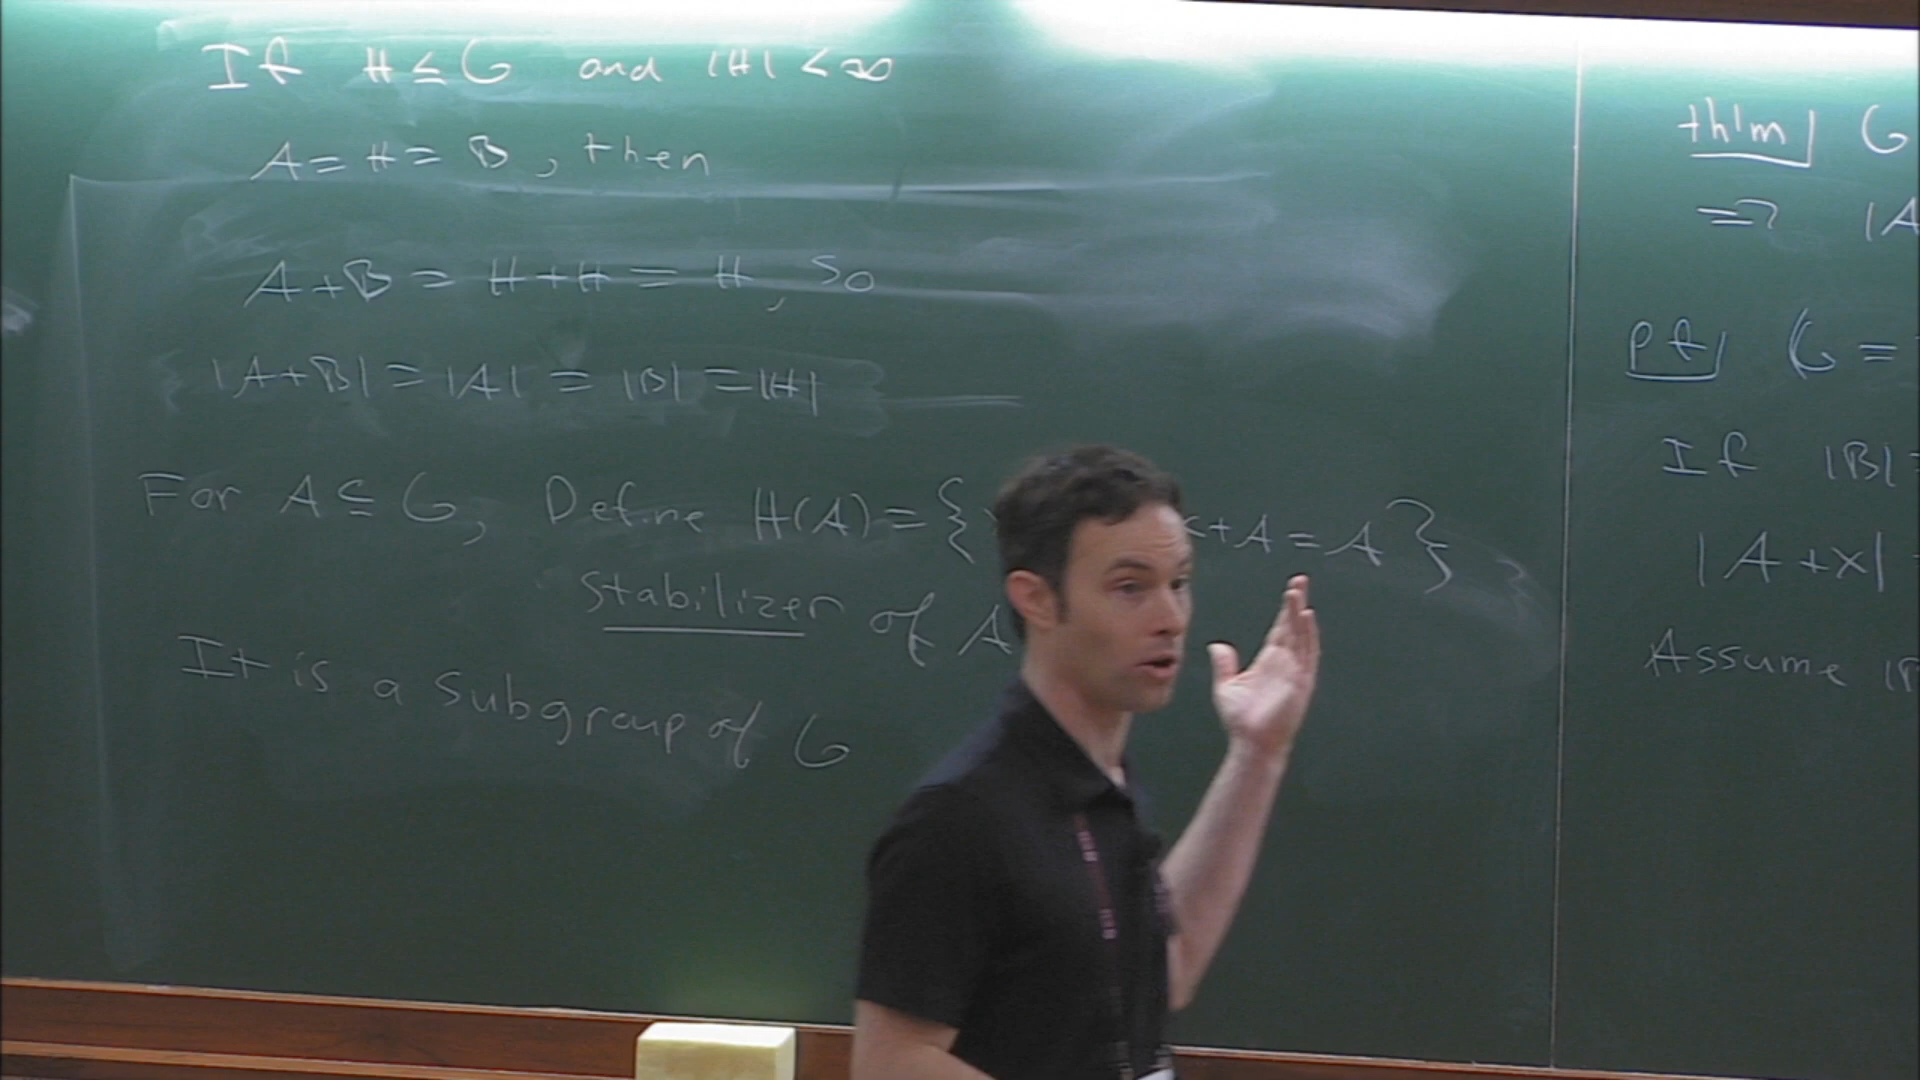 If H ≤ G and |H| < ∞
A = H = B, then
A+B = H+H = H, so
|A+B| = |A| = |B| = |H|
For A ⊆ G, Define H(A) = { x+A = A }
stabilizer of A
It is a subgroup of G
th'm G
=> |A
pf G =
If |B| =
|A+x| =
Assume |B